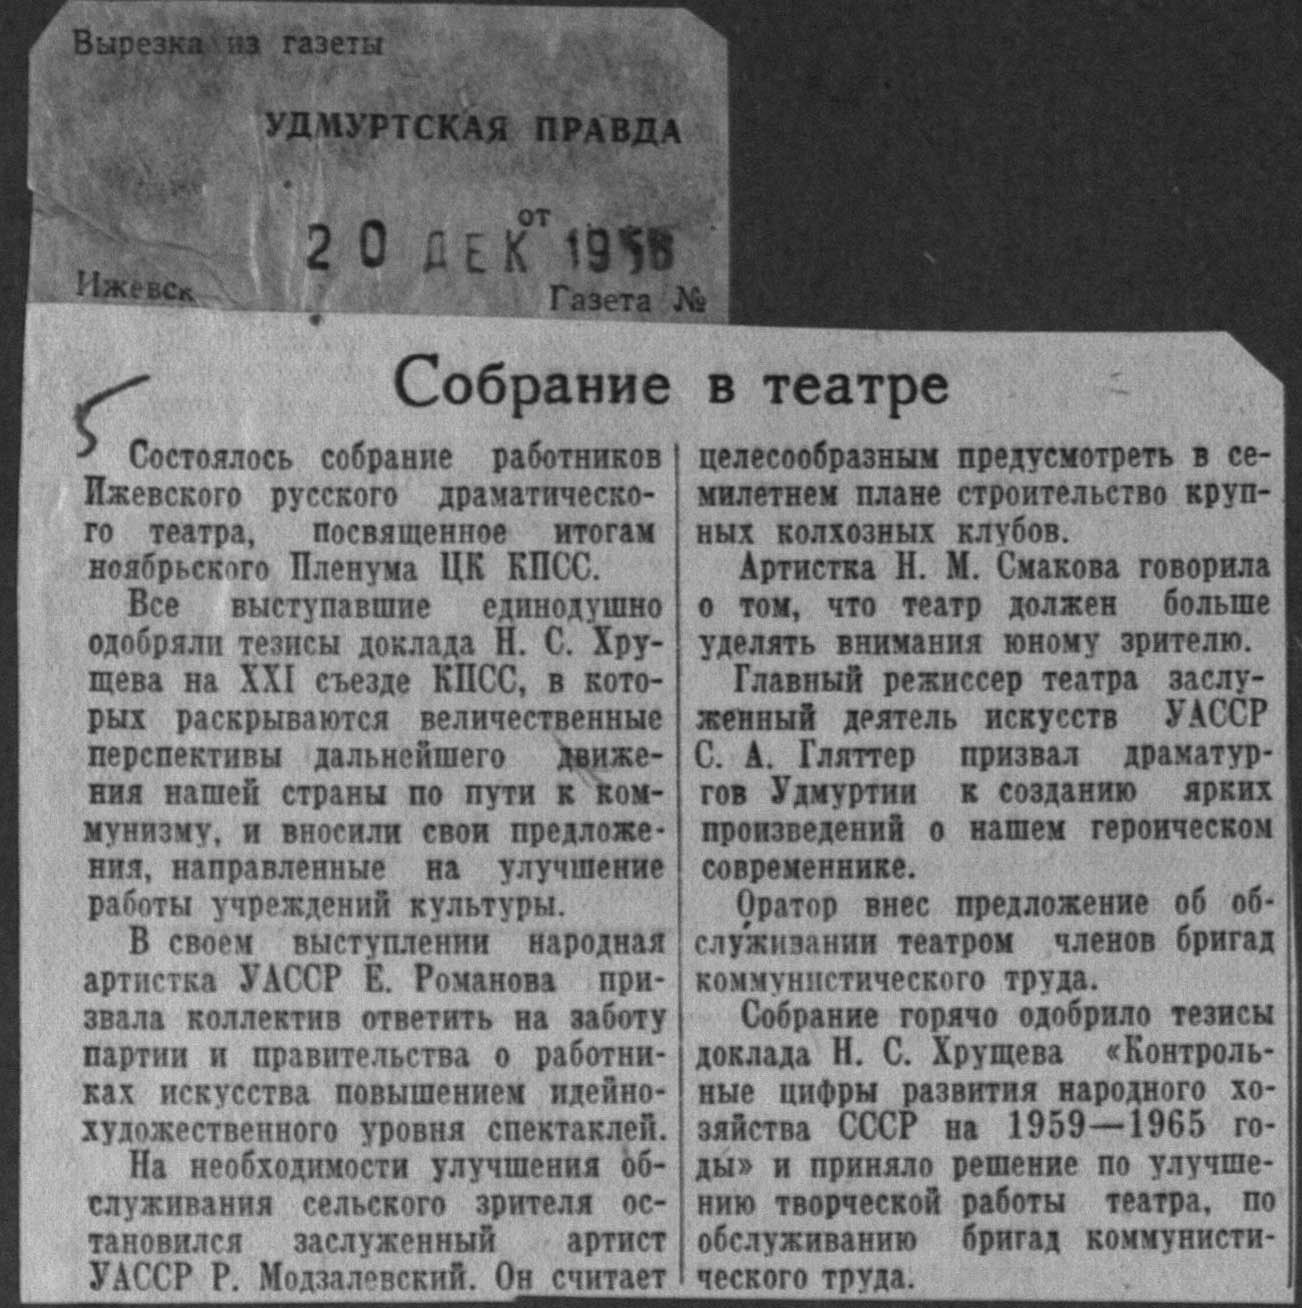 Вырезка из газеты
УДМУРТСКАЯ ПРАВДА
от
20 ДЕК 1958
Ижевск
Газета №
Собрание в театре
Состоялось собрание работников
Ижевского русского драматическо-
го театра, посвященное итогам
ноябрьского Пленума ЦК КПСС.
Все выступавшие единодушно
одобряли тезисы доклада Н. С. Хру-
щева на XXI съезде КПСС, в кото-
рых раскрываются величественные
перспективы дальнейшего движе-
ния нашей страны по пути к ком-
мунизму, и вносили свои предложе-
ния, направленные на улучшение
работы учреждений культуры.
В своем выступлении народная
артистка УАССР Е. Романова при-
звала коллектив ответить на заботу
партии и правительства о работни-
ках искусства повышением идейно-
художественного уровня спектаклей.
На необходимости улучшения об-
служивания сельского зрителя ос-
тановился заслуженный артист
УАССР Р. Модзалевский. Он считает
целесообразным предусмотреть в се-
милетнем плане строительство круп-
ных колхозных клубов.
Артистка Н. М. Смакова говорила
о том, что театр должен больше
уделять внимания юному зрителю.
Главный режиссер театра заслу-
женный деятель искусств УАССР
С. А. Гляттер призвал драматур-
гов Удмуртии к созданию ярких
произведений о нашем героическом
современнике.
Оратор внес предложение об об-
служивании театром членов бригад
коммунистического труда.
Собрание горячо одобрило тезисы
доклада Н. С. Хрущева «Контроль-
ные цифры развития народного хо-
зяйства СССР на 1959—1965 го-
ды» и приняло решение по улучше-
нию творческой работы театра, по
обслуживанию бригад коммунисти-
ческого труда.